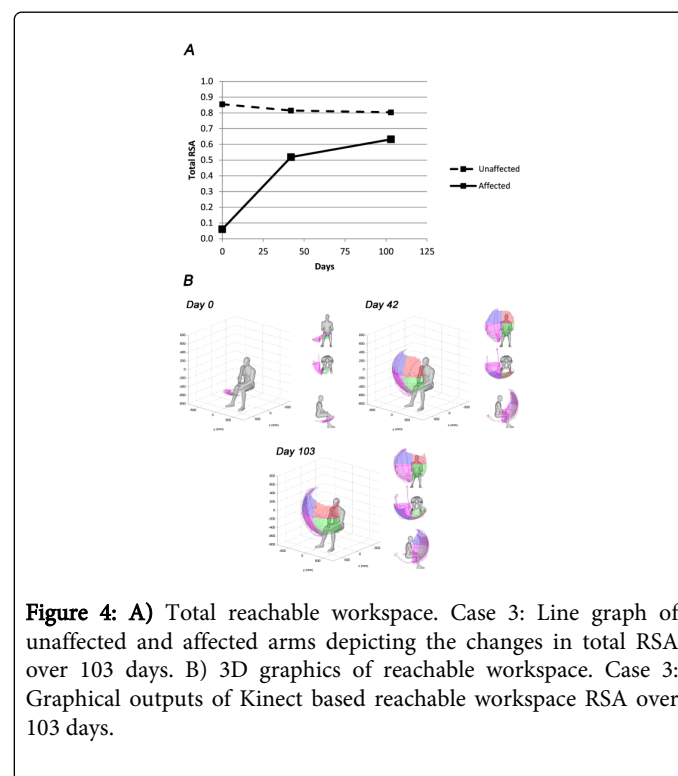 A
1.0
0.9
0.8
0.7
0.6
0.5
0.4
0.3
0.2
0.1
0.0
Total RSA
0 25 50 75 100 125
Days
Unaffected
Affected
B
Day 0
Day 42
Day 103
Figure 4: A) Total reachable workspace. Case 3: Line graph of
unaffected and affected arms depicting the changes in total RSA
over 103 days. B) 3D graphics of reachable workspace. Case 3:
Graphical outputs of Kinect based reachable workspace RSA over
103 days.